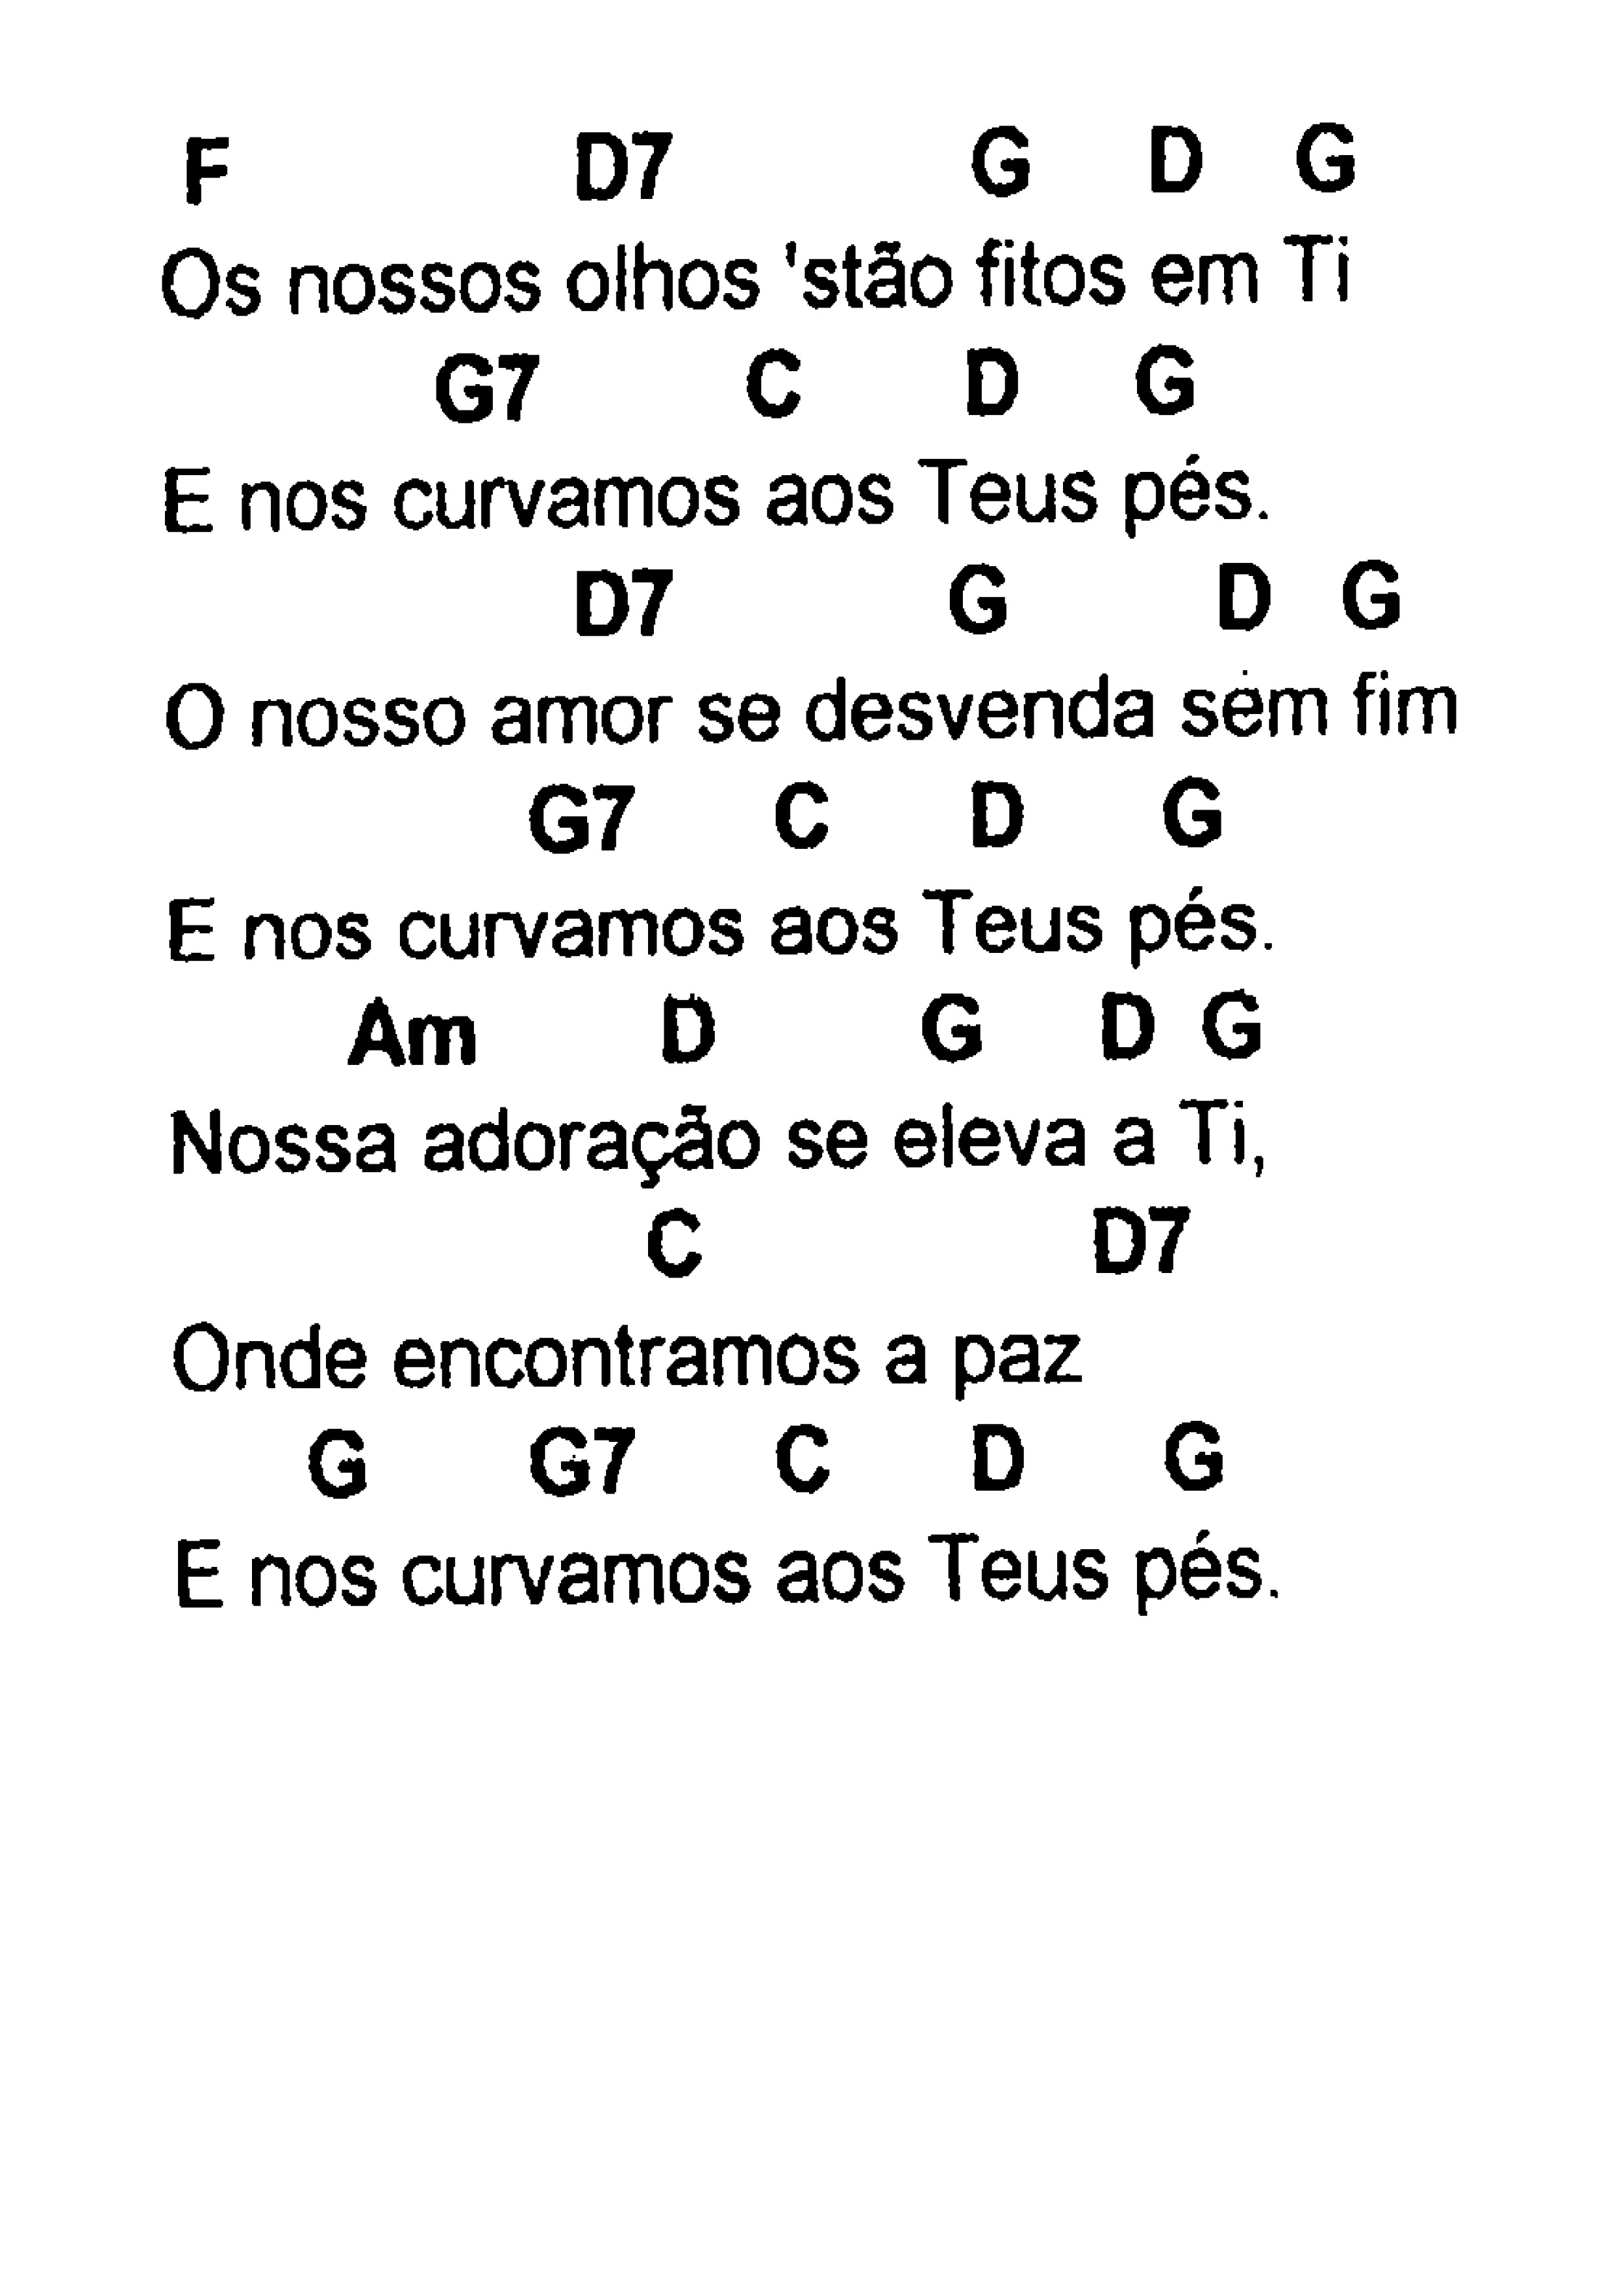 F D7 G D G
Os nossos olhos 'stão fitos em Ti
G7 C D G
E nos curvamos aos Teus pés.
D7 G D G
O nosso amor se desvenda sem fim
G7 C D G
E nos curvamos aos Teus pés.
Am D G D G
Nossa adoração se eleva a Ti,
C D7
Onde encontramos a paz
G G7 C D G
E nos curvamos aos Teus pés.